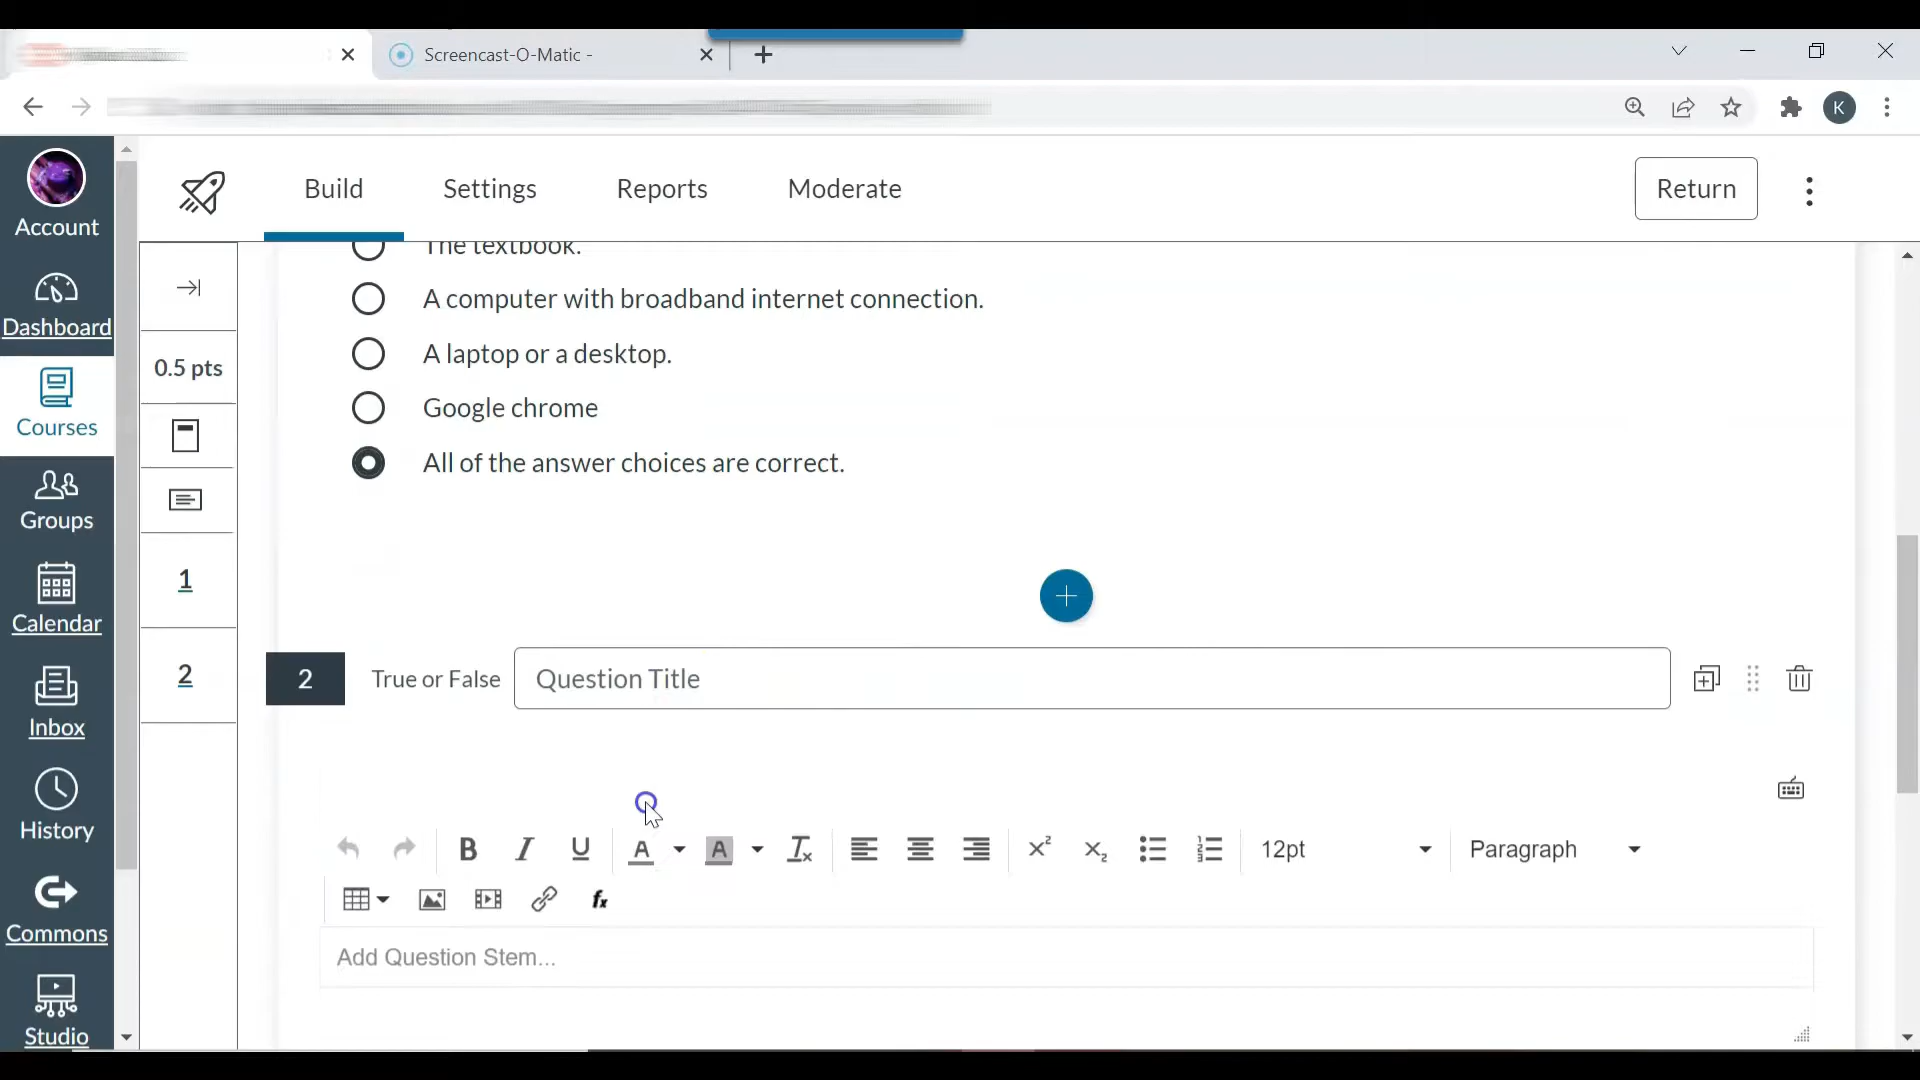 Screencast-O-Matic -
K
Account
Dashboard
Courses
Groups
Calendar
Inbox
History
Commons
Studio
Build
Settings
Reports
Moderate
Return
0.5 pts
1
2
The textbook.
A computer with broadband internet connection.
A laptop or a desktop.
Google chrome
All of the answer choices are correct.
2
True or False
Question Title
12pt
Paragraph
Add Question Stem...